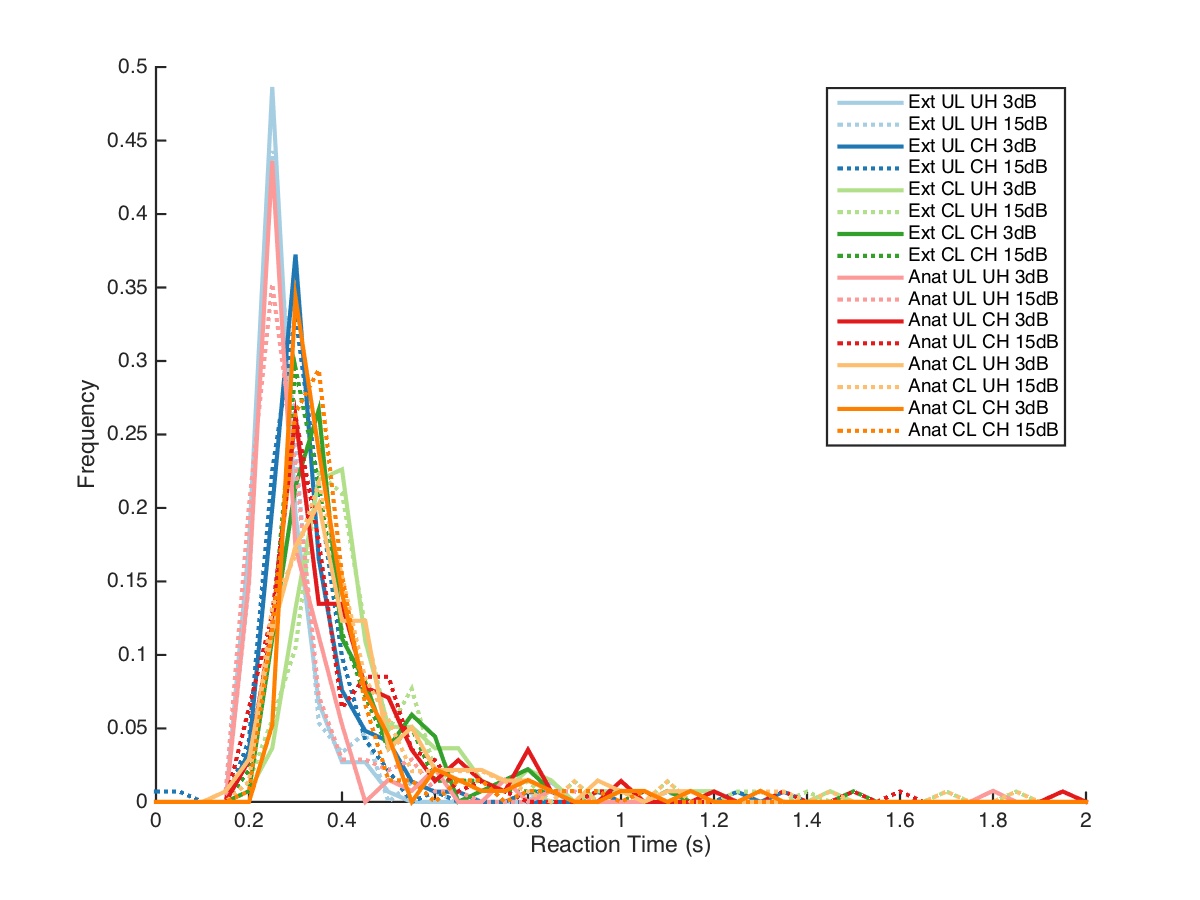 0.5
0.45
0.4
0.35
0.3
0.25
0.2
0.15
0.1
0.05
0
Frequency
0 0.2 0.4 0.6 0.8 1 1.2 1.4 1.6 1.8 2
Reaction Time (s)
Ext UL UH 3dB
Ext UL UH 15dB
Ext UL CH 3dB
Ext UL CH 15dB
Ext CL UH 3dB
Ext CL UH 15dB
Ext CL CH 3dB
Ext CL CH 15dB
Anat UL UH 3dB
Anat UL UH 15dB
Anat UL CH 3dB
Anat UL CH 15dB
Anat CL UH 3dB
Anat CL UH 15dB
Anat CL CH 3dB
Anat CL CH 15dB